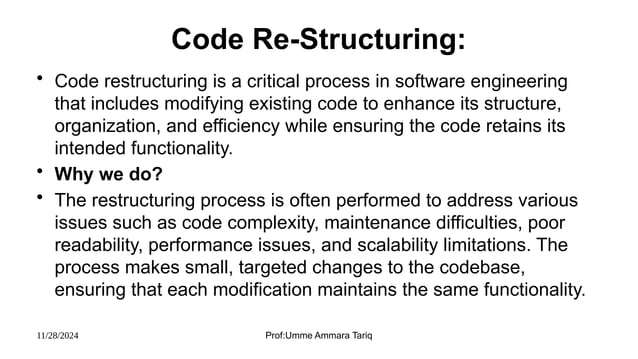 Code Re-Structuring:
• Code restructuring is a critical process in software engineering
that includes modifying existing code to enhance its structure,
organization, and efficiency while ensuring the code retains its
intended functionality.
• Why we do?
• The restructuring process is often performed to address various
issues such as code complexity, maintenance difficulties, poor
readability, performance issues, and scalability limitations. The
process makes small, targeted changes to the codebase,
ensuring that each modification maintains the same functionality.
11/28/2024
Prof:Umme Ammara Tariq